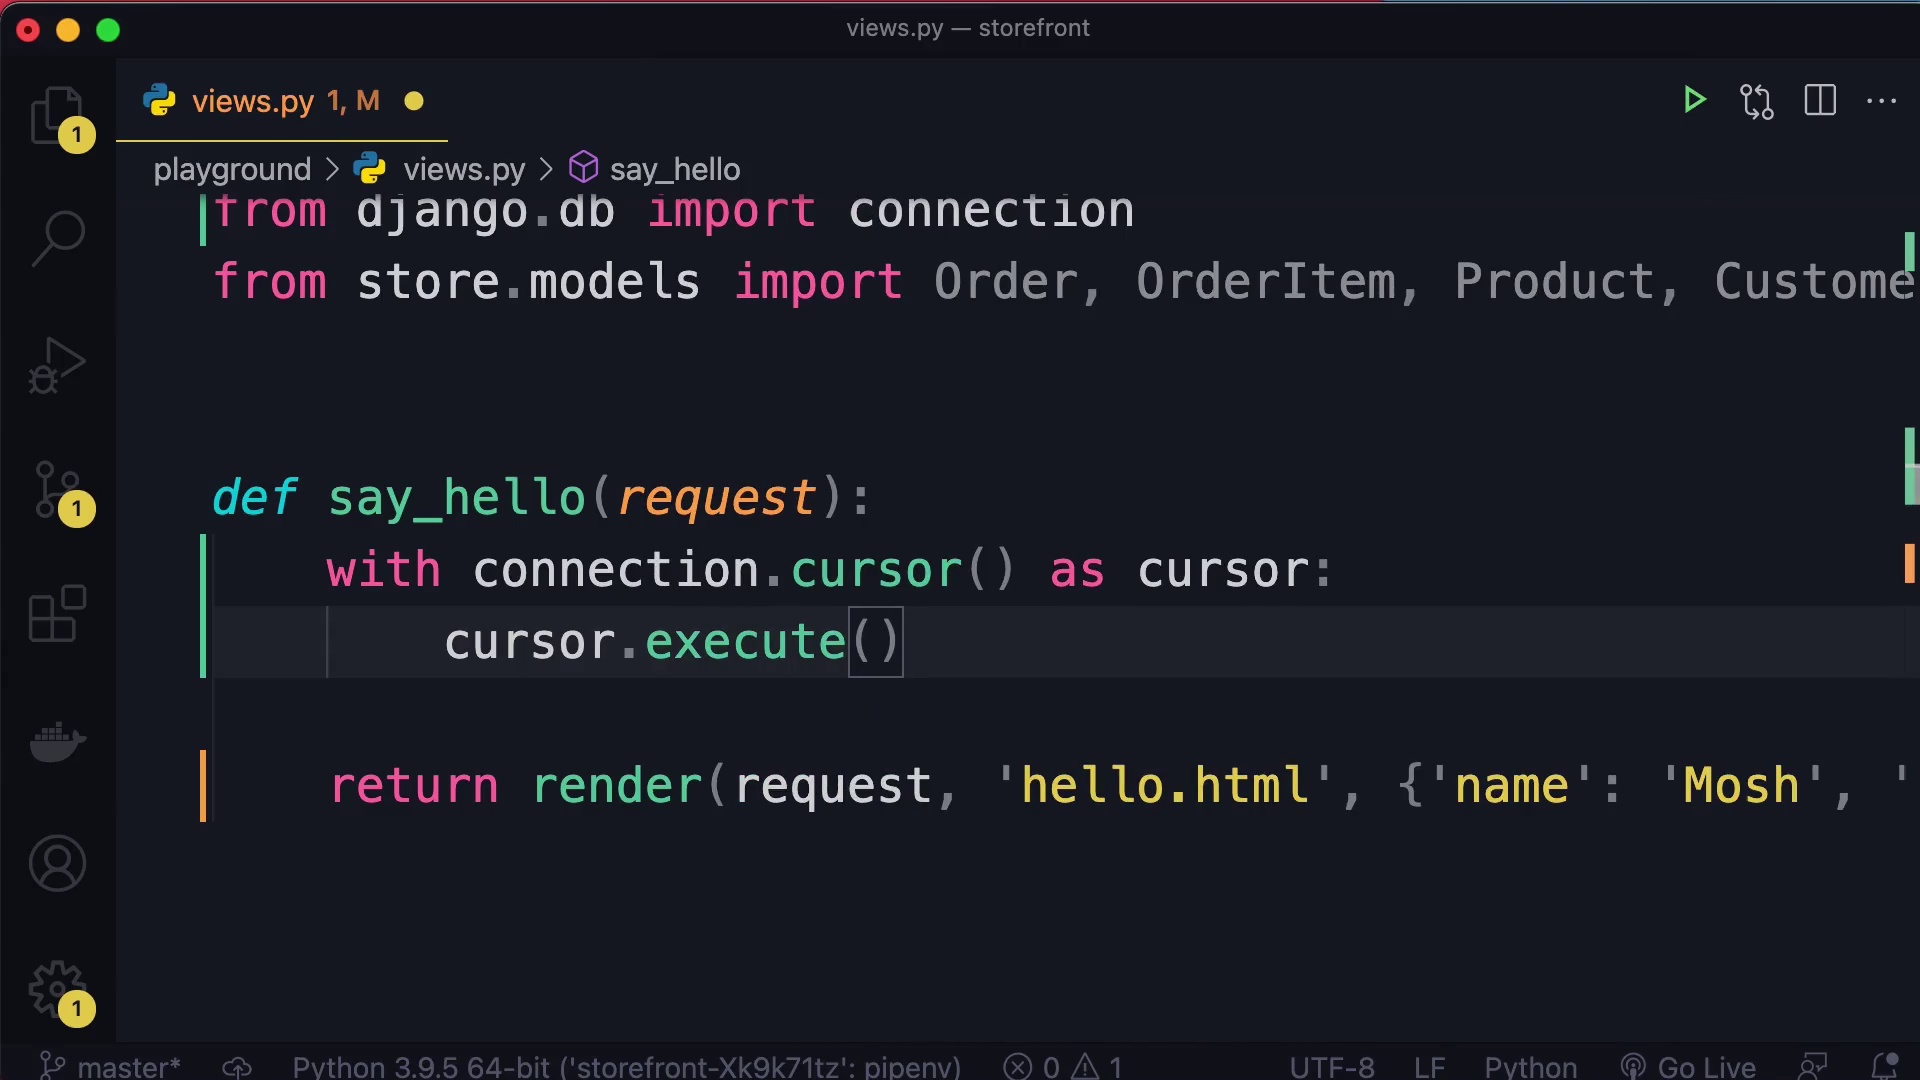 views.py — storefront
views.py 1, M
1
playground > views.py > say_hello
from django.db import connection
from store.models import Order, OrderItem, Product, Custome
def say_hello(request):
with connection.cursor() as cursor:
1
cursor.execute()
return render(request, 'hello.html', {'name': 'Mosh', '
1
master* Python 3.9.5 64-bit ('storefront-Xk9k71tz': pipenv) 0 1 UTF-8 LF Python Go Live